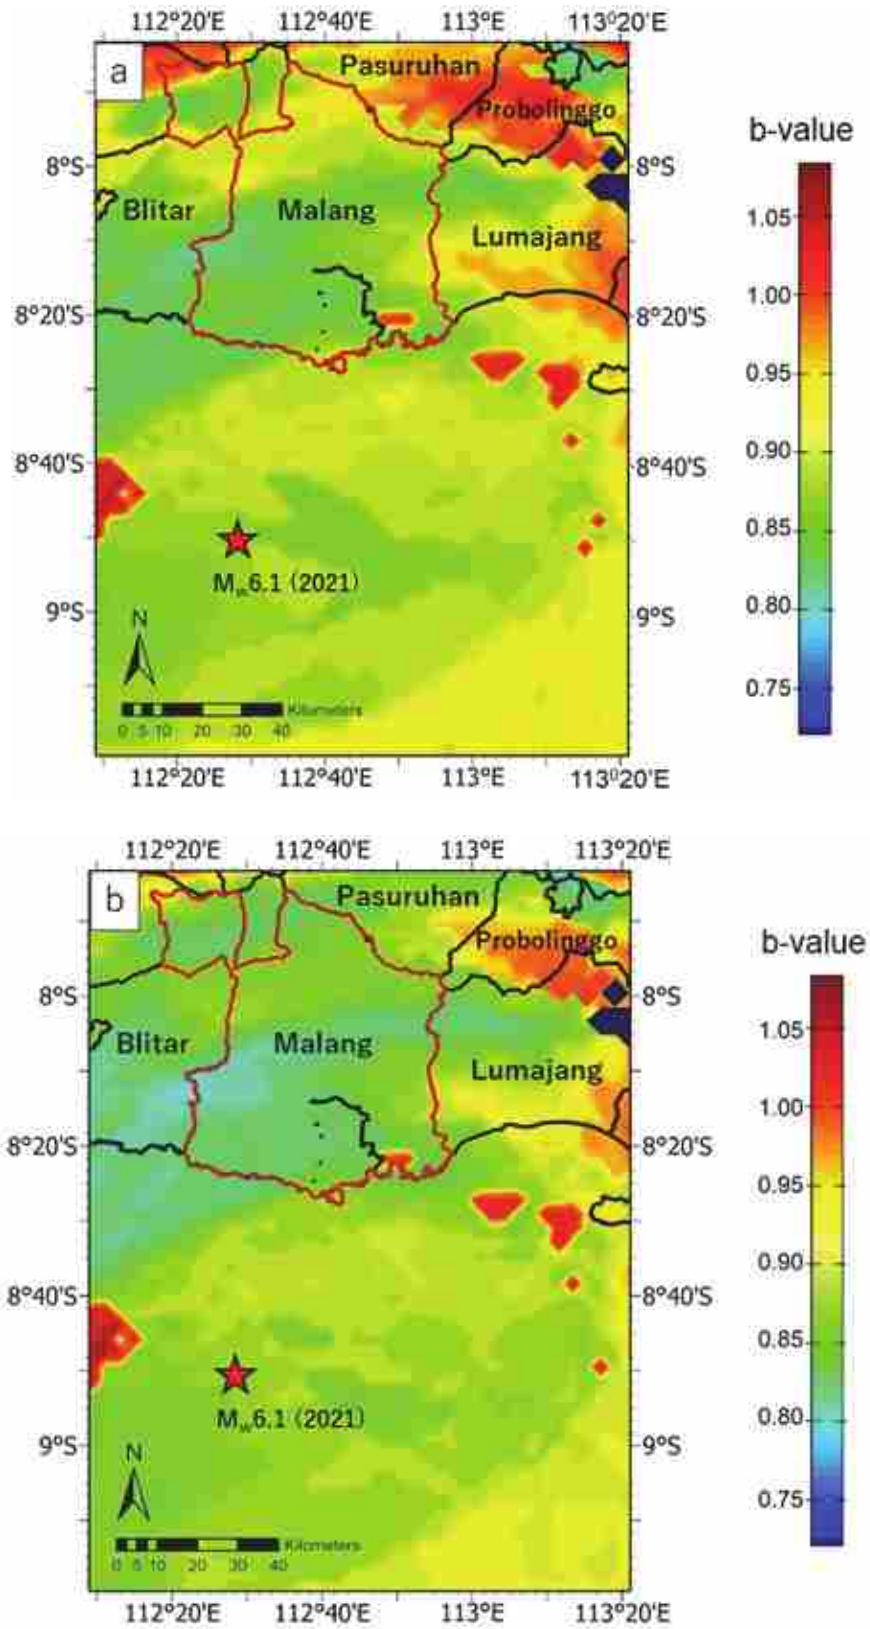 112°20'E 112°40'E 113°E 113⁰20'E
a
Pasuruhan
Probolinggo
b-value
8°S 8°S
Blitar Malang
Lumajang
1.05
1.00
8°20'S 8°20'S
0.95
0.90
8°40'S 8°40'S
0.85
Mw6.1 (2021)
0.80
9°S 9°S
N
0.75
Kilometers
0 5 10 20 30 40
112°20'E 112°40'E 113°E 113⁰20'E
112°20'E 112°40'E 113°E 113°20'E
b
Pasuruhan
Probolinggo
b-value
8°S 8°S
1.05
Blitar Malang
Lumajang
1.00
8°20'S 8°20'S
0.95
0.90
8°40'S 8°40'S
0.85
Mw6.1 (2021)
0.80
9°S 9°S
N
0.75
Kilometers
0 5 10 20 30 40
112°20'E 112°40'E 113°E 113°20'E